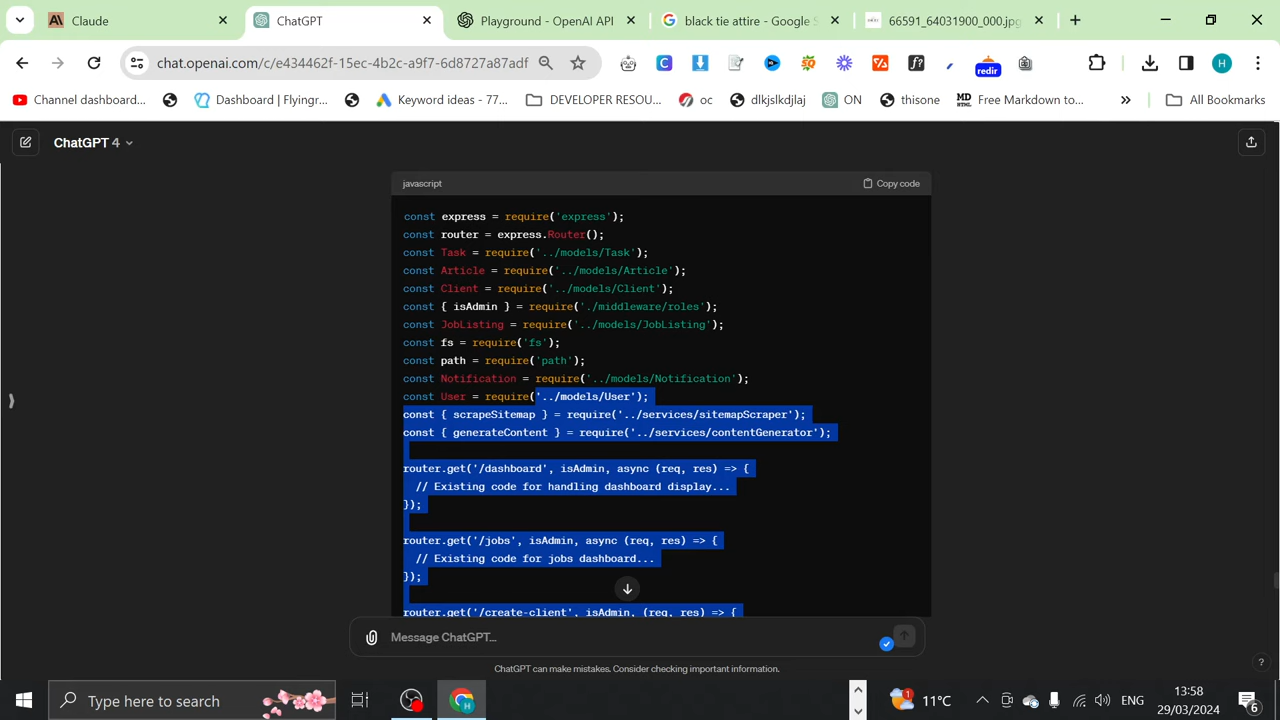 Claude
ChatGPT
Playground - OpenAI API
black tie attire - Google S
66591_64031900_000.jpg
chat.openai.com/c/e434462f-15ec-4b2c-a9f7-6d8727a87adf
redir
H
Channel dashboard...
Dashboard | Flyingr...
Keyword ideas - 77...
DEVELOPER RESOU...
oc
dlkjslkdjlaj
ON
thisone
MD
HTML
Free Markdown to...
»
All Bookmarks
ChatGPT 4
javascript
Copy code
const express = require('express');
const router = express.Router();
const Task = require('../models/Task');
const Article = require('../models/Article');
const Client = require('../models/Client');
const { isAdmin } = require('./middleware/roles');
const JobListing = require('../models/JobListing');
const fs = require('fs');
const path = require('path');
const Notification = require('../models/Notification');
const User = require('../models/User');
const { scrapeSitemap } = require('../services/sitemapScraper');
const { generateContent } = require('../services/contentGenerator');
router.get('/dashboard', isAdmin, async (req, res) => {
// Existing code for handling dashboard display...
});
router.get('/jobs', isAdmin, async (req, res) => {
// Existing code for jobs dashboard...
});
router.get('/create-client', isAdmin, (req, res) => {
Message ChatGPT...
ChatGPT can make mistakes. Consider checking important information.
?
Type here to search
H
1
11°C
ENG
13:58
29/03/2024
6